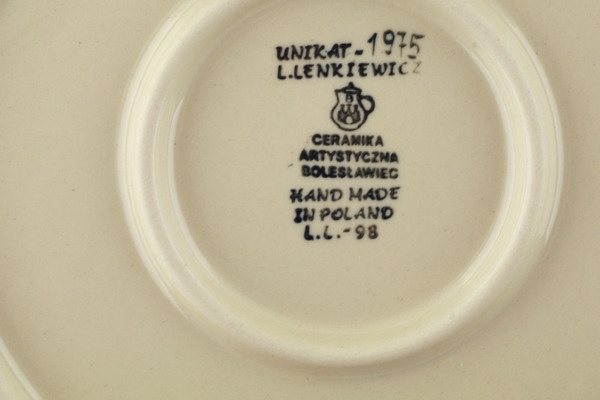 UNIKAT-1975
L.LENKIEWICZ
CERAMIKA
ARTYSTYCZNA
BOLESŁAWIEC
HAND MADE
IN POLAND
L.L.-98